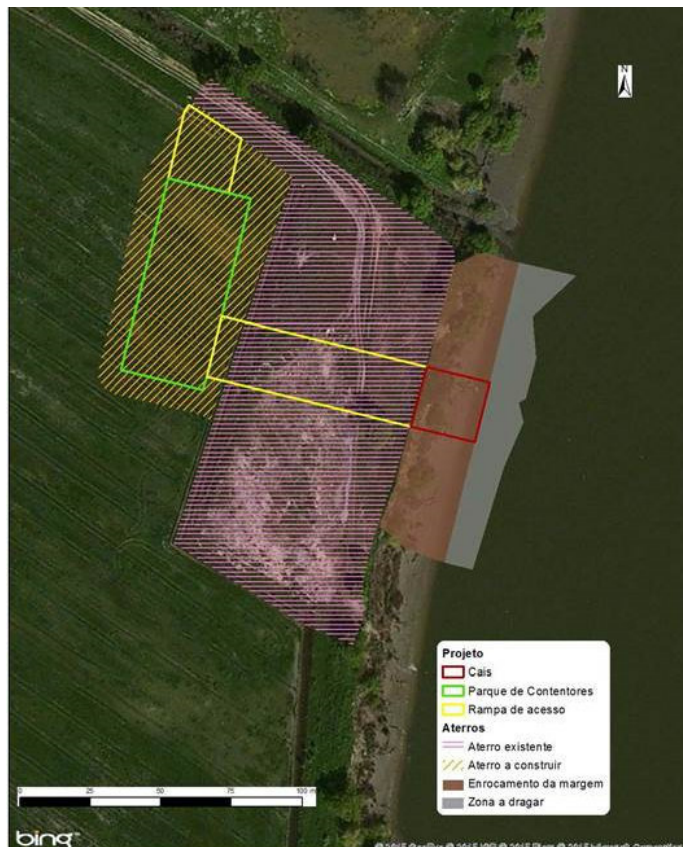 N
Projeto
Cais
Parque de Contentores
Rampa de acesso
Aterros
Aterro existente
Aterro a construir
Enrocamento da margem
Zona a dragar
0 25 50 75 100 m
bing™